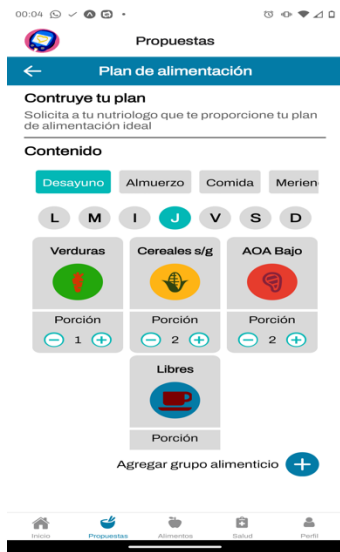 00:04
Propuestas
Plan de alimentación
Contruye tu plan
Solicita a tu nutriologo que te proporcione tu plan
de alimentación ideal
Contenido
Desayuno Almuerzo Comida Merien
L M I J V S D
Verduras Cereales s/g AOA Bajo
Porción Porción Porción
1 2 2
Libres
Porción
Agregar grupo alimenticio
Inicio Propuestas Alimentos Salud Perfil